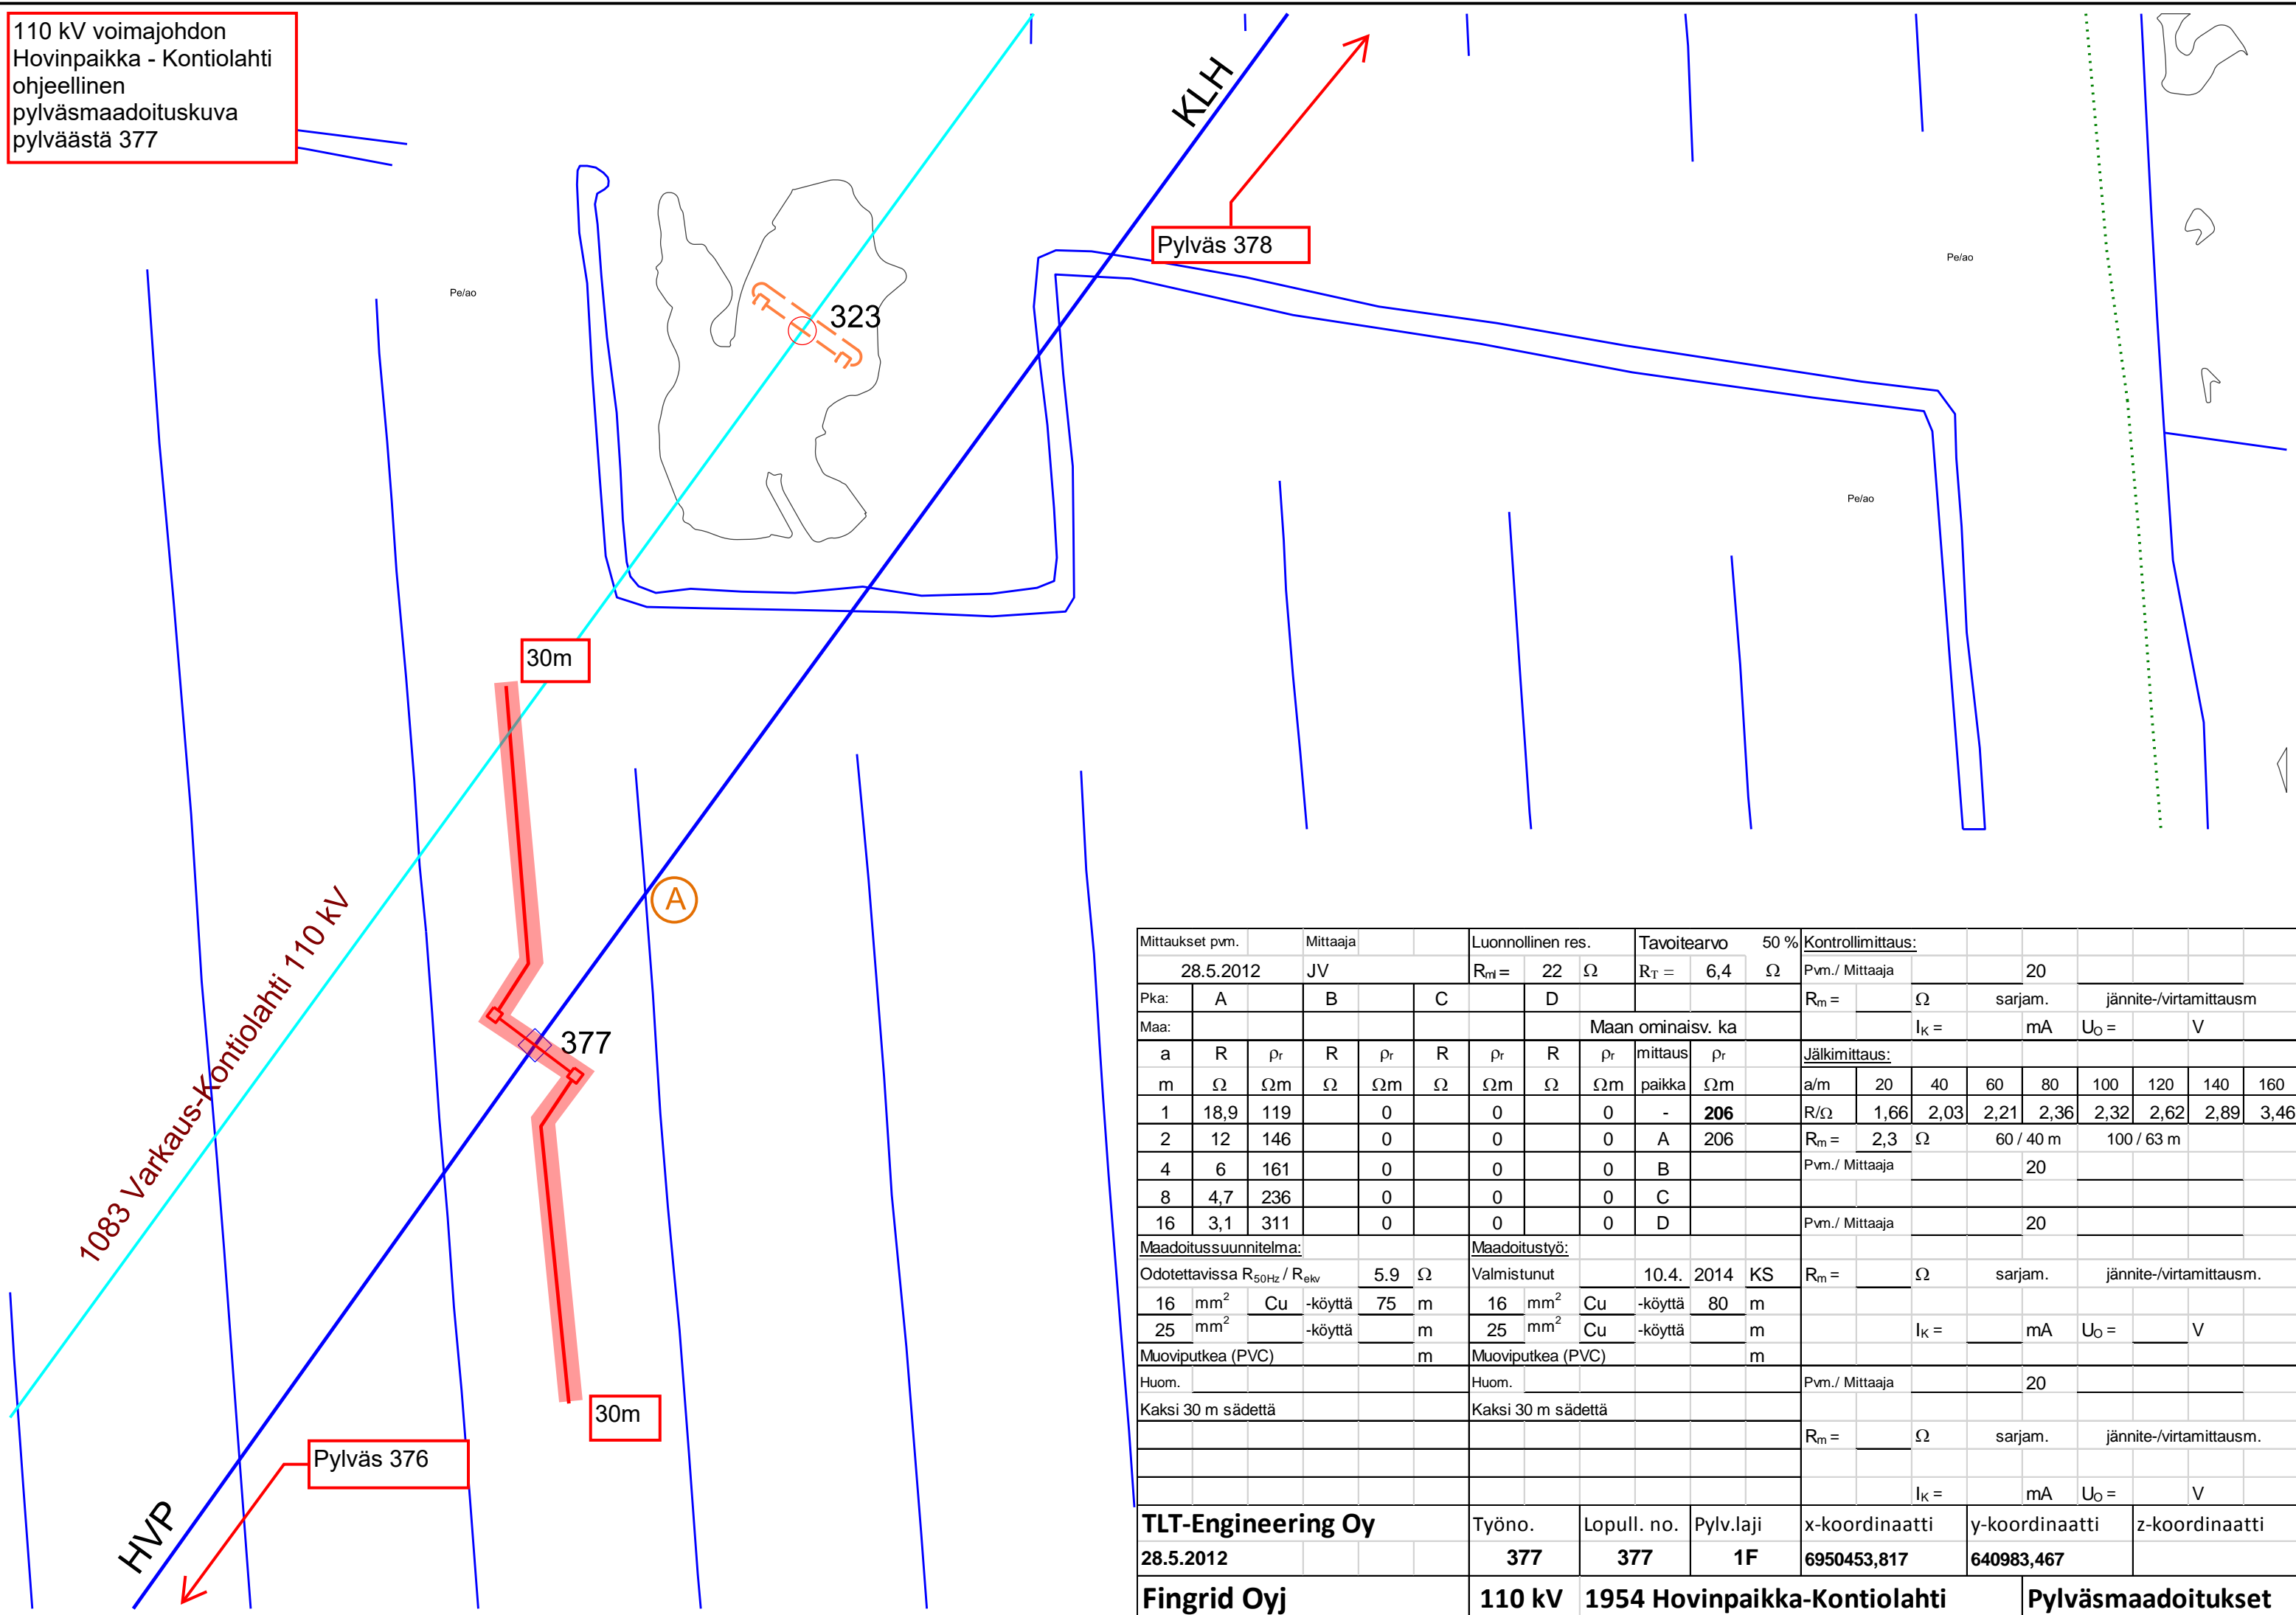 110 kV voimajohdon
Hovinpaikka - Kontiolahti
ohjeellinen
pylväsmaadoituskuva
pylväästä 377
KLH
Pylväs 378
Pe/ao
Pe/ao
323
Pe/ao
30m
A
1083 Varkaus-Kontiolahti 110 kV
377
30m
Pylväs 376
HVP
Mittaukset pvm. Mittaaja Luonnollinen res. Tavoitearvo 50 % Kontrollimittaus:
28.5.2012 JV Rml = 22 Ω RT = 6,4 Ω Pvm./ Mittaaja 20
Pka: A B C D Rm = Ω sarjam. jännite-/virtamittausm
Maa: Maan ominaisv. ka IK = mA UO = V
a R ρr R ρr R ρr R ρr mittaus ρr Jälkimittaus:
m Ω Ωm Ω Ωm Ω Ωm Ω Ωm paikka Ωm a/m 20 40 60 80 100 120 140 160
1 18,9 119 0 0 0 - 206 R/Ω 1,66 2,03 2,21 2,36 2,32 2,62 2,89 3,46
2 12 146 0 0 0 A 206 Rm = 2,3 Ω 60 / 40 m 100 / 63 m
4 6 161 0 0 0 B Pvm./ Mittaaja 20
8 4,7 236 0 0 0 C
16 3,1 311 0 0 0 D Pvm./ Mittaaja 20
Maadoitussuunnitelma: Maadoitustyö:
Odotettavissa R50Hz / Rekv 5.9 Ω Valmistunut 10.4. 2014 KS Rm = Ω sarjam. jännite-/virtamittausm.
16 mm2 Cu -köyttä 75 m 16 mm2 Cu -köyttä 80 m
25 mm2 -köyttä m 25 mm2 Cu -köyttä m IK = mA UO = V
Muoviputkea (PVC) m Muoviputkea (PVC) m
Huom. Huom. Pvm./ Mittaaja 20
Kaksi 30 m sädettä Kaksi 30 m sädettä
Rm = Ω sarjam. jännite-/virtamittausm.
IK = mA UO = V
TLT-Engineering Oy Työno. Lopull. no. Pylv.laji x-koordinaatti y-koordinaatti z-koordinaatti
28.5.2012 377 377 1F 6950453,817 640983,467
Fingrid Oyj 110 kV 1954 Hovinpaikka-Kontiolahti Pylväsmaadoitukset